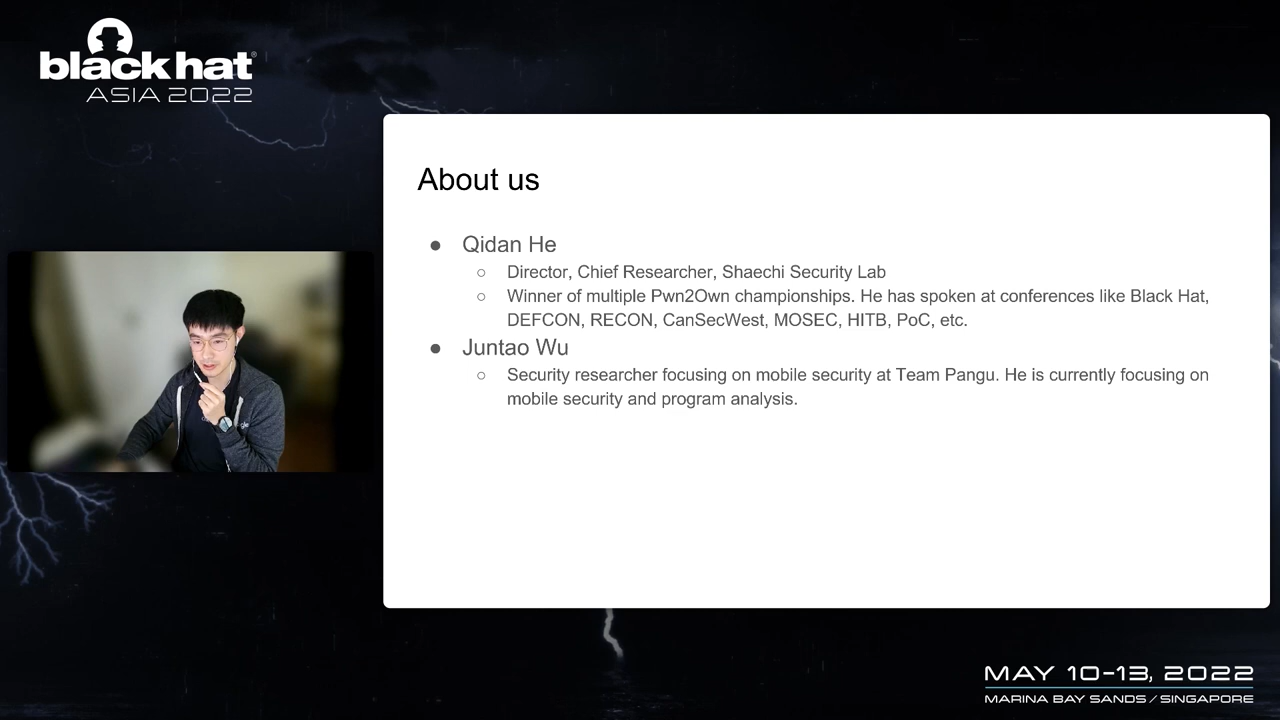 black hat®
ASIA 2022
About us
● Qidan He
○ Director, Chief Researcher, Shaechi Security Lab
○ Winner of multiple Pwn2Own championships. He has spoken at conferences like Black Hat,
DEFCON, RECON, CanSecWest, MOSEC, HITB, PoC, etc.
● Juntao Wu
○ Security researcher focusing on mobile security at Team Pangu. He is currently focusing on
mobile security and program analysis.
MAY 10-13, 2022
MARINA BAY SANDS / SINGAPORE